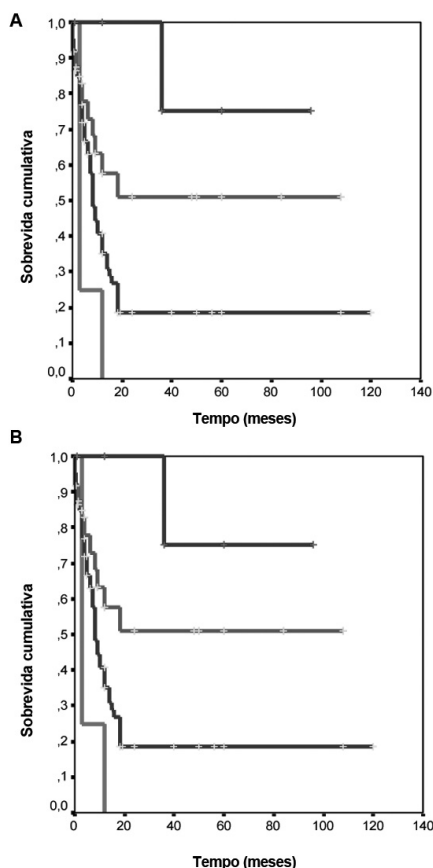 A
Sobrevida cumulativa
1,0
,9
,8
,7
,6
,5
,4
,3
,2
,1
0,0
0 20 40 60 80 100 120 140
Tempo (meses)
B
Sobrevida cumulativa
1,0
,9
,8
,7
,6
,5
,4
,3
,2
,1
0,0
0 20 40 60 80 100 120 140
Tempo (meses)